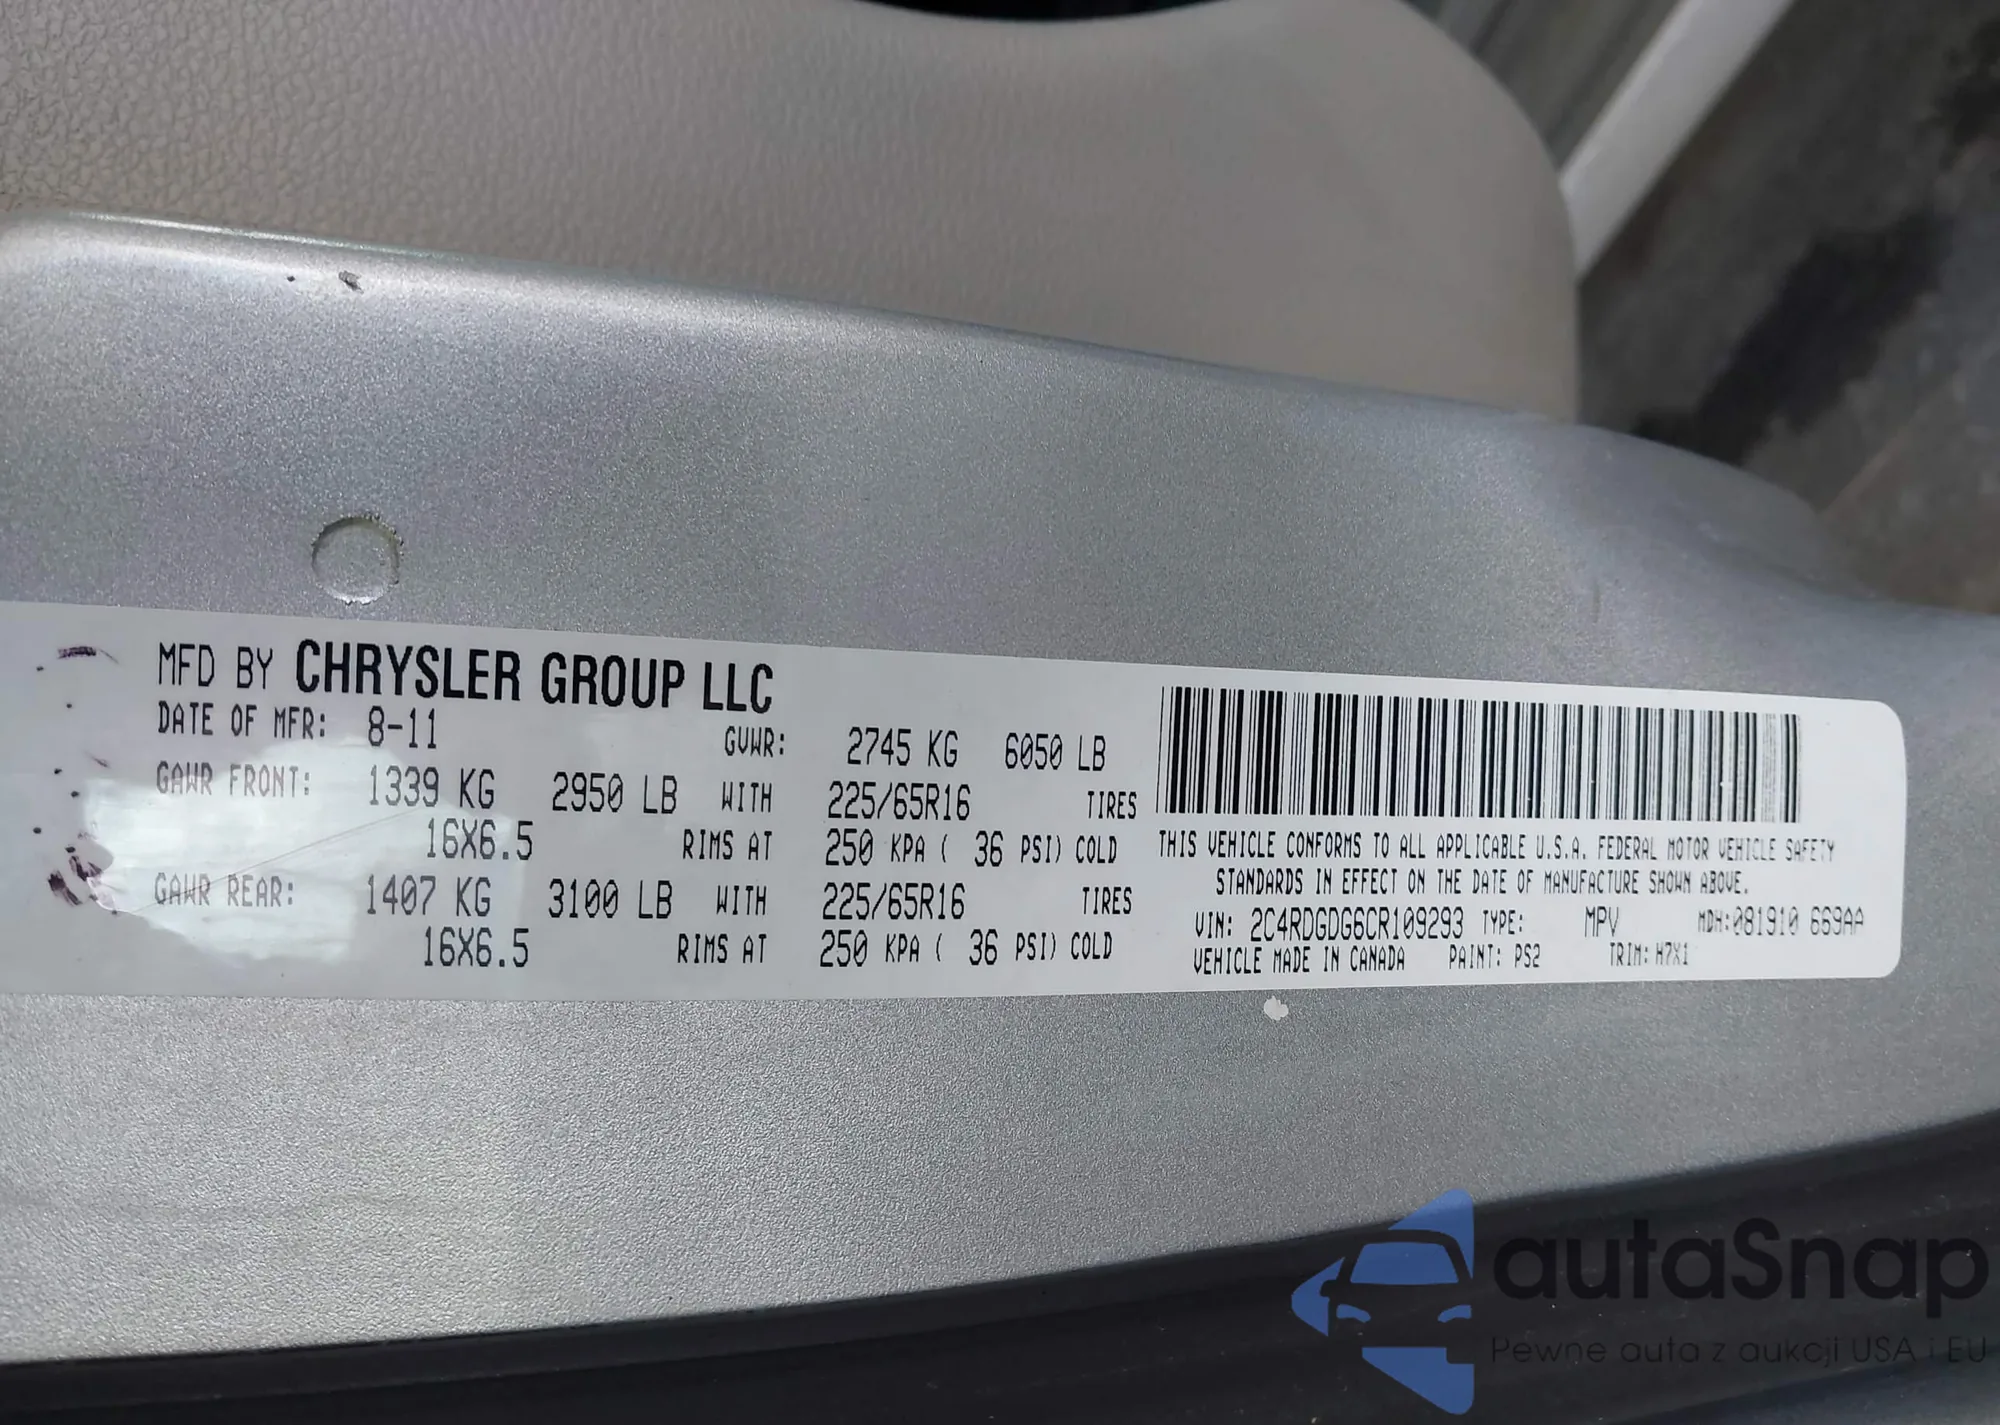 MFD BY CHRYSLER GROUP LLC
DATE OF MFR: 8-11 GVWR: 2745 KG 6050 LB
GAWR FRONT: 1339 KG 2950 LB WITH 225/65R16 TIRES
16X6.5 RIMS AT 250 KPA ( 36 PSI) COLD
GAWR REAR: 1407 KG 3100 LB WITH 225/65R16 TIRES
16X6.5 RIMS AT 250 KPA ( 36 PSI) COLD
THIS VEHICLE CONFORMS TO ALL APPLICABLE U.S.A. FEDERAL MOTOR VEHICLE SAFETY
STANDARDS IN EFFECT ON THE DATE OF MANUFACTURE SHOWN ABOVE.
VIN: 2C4RDGDG6CR109293 TYPE: MPV MDH:081910 669AA
VEHICLE MADE IN CANADA PAINT: PS2 TRIM: H7X1
autaSnap
Pewne auta z aukcji USA i EU